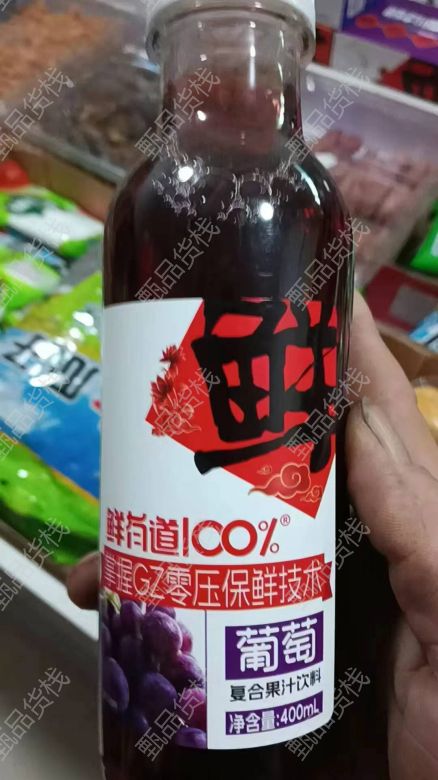 鲜
鲜荷道100%®
掌握GZ零压保鲜技术
葡萄
复合果汁饮料
净含量:400mL
甄品货栈